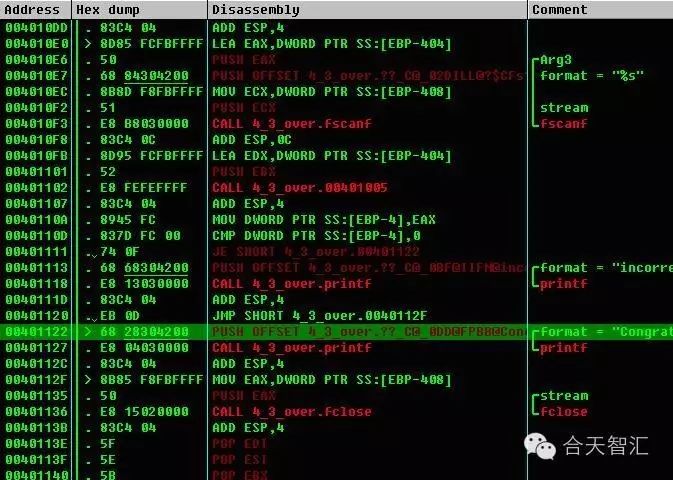 Address Hex dump Disassembly Comment
004010DD . 83C4 04 ADD ESP,4
004010E0 > 8D85 FCFBFFFF LEA EAX,DWORD PTR SS:[EBP-404]
004010E6 . 50 PUSH EAX Arg3
004010E7 . 68 84304200 PUSH OFFSET 4_3_over.??_C@_02DILL@?$CFs format = "%s"
004010EC . 8B8D F8FBFFFF MOV ECX,DWORD PTR SS:[EBP-408]
004010F2 . 51 PUSH ECX stream
004010F3 . E8 B8030000 CALL 4_3_over.fscanf fscanf
004010F8 . 83C4 0C ADD ESP,0C
004010FB . 8D95 FCFBFFFF LEA EDX,DWORD PTR SS:[EBP-404]
00401101 . 52 PUSH EDX
00401102 . E8 FEFEFFFF CALL 4_3_over.00401005
00401107 . 83C4 04 ADD ESP,4
0040110A . 8945 FC MOV DWORD PTR SS:[EBP-4],EAX
0040110D . 837D FC 00 CMP DWORD PTR SS:[EBP-4],0
00401111 . 74 0F JE SHORT 4_3_over.00401122
00401113 . 68 68304200 PUSH OFFSET 4_3_over.??_C@_0BF@IIFN@inco format = "incorre
00401118 . E8 13030000 CALL 4_3_over.printf printf
0040111D . 83C4 04 ADD ESP,4
00401120 . EB 0D JMP SHORT 4_3_over.0040112F
00401122 > 68 28304200 PUSH OFFSET 4_3_over.??_C@_0DD@FPBB@Con format = "Congrat
00401127 . E8 04030000 CALL 4_3_over.printf printf
0040112C . 83C4 04 ADD ESP,4
0040112F > 8B85 F8FBFFFF MOV EAX,DWORD PTR SS:[EBP-408]
00401135 . 50 PUSH EAX stream
00401136 . E8 15020000 CALL 4_3_over.fclose fclose
0040113B . 83C4 04 ADD ESP,4
0040113E . 5F POP EDI
0040113F . 5E POP ESI
00401140 . 5B POP EBX
合天智汇